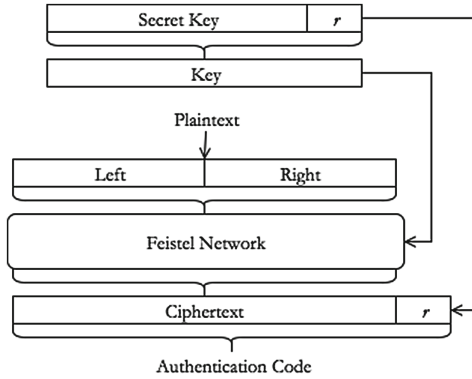 Secret Key r
Key
Plaintext
Left Right
Feistel Network
Ciphertext r
Authentication Code